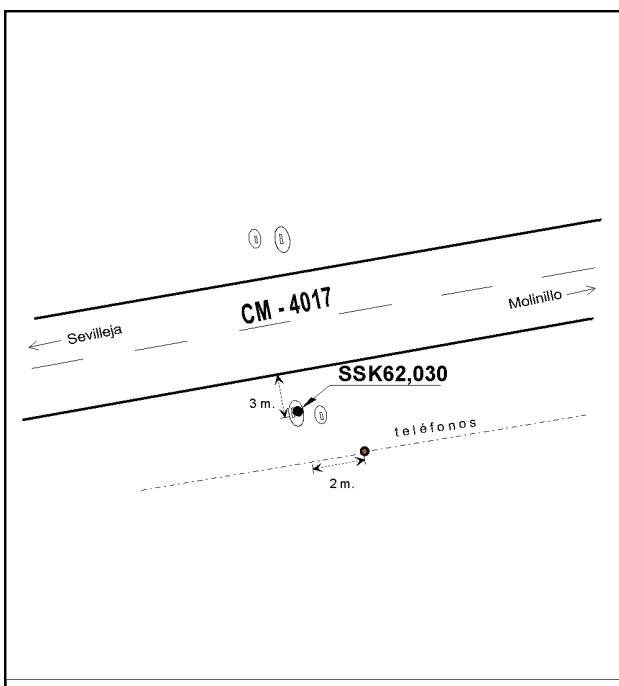 CM - 4017
Molinillo
Sevilleja
SSK62,030
3 m.
teléfonos
2 m.